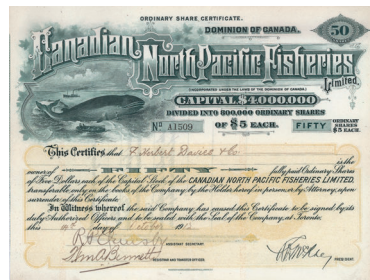 ORDINARY SHARE CERTIFICATE.
DOMINION OF CANADA.
50
Canadian
North Pacific Fisheries
Limited.
(INCORPORATED UNDER THE LAWS OF THE DOMINION OF CANADA.)
CAPITAL $4,000,000
DIVIDED INTO 800,000 ORDINARY SHARES
OF $5 EACH.
No A1509
FIFTY
ORDINARY
SHARES
$5 EACH.
This Certifies that
is the
owner of FIFTY fully paid Ordinary Shares
of Five Dollars each of the Capital Stock of the CANADIAN NORTH PACIFIC FISHERIES LIMITED
transferable only on the books of the Company by the Holder hereof in person or by Attorney, upon
surrender of this Certificate.
In Witness whereof the said Company has caused this Certificate to be signed by its
duly Authorized Officers and to be sealed with the Seal of the Company at Toronto,
this day of October
ASSISTANT SECRETARY.
REGISTRAR AND TRANSFER OFFICER.
PRESIDENT.